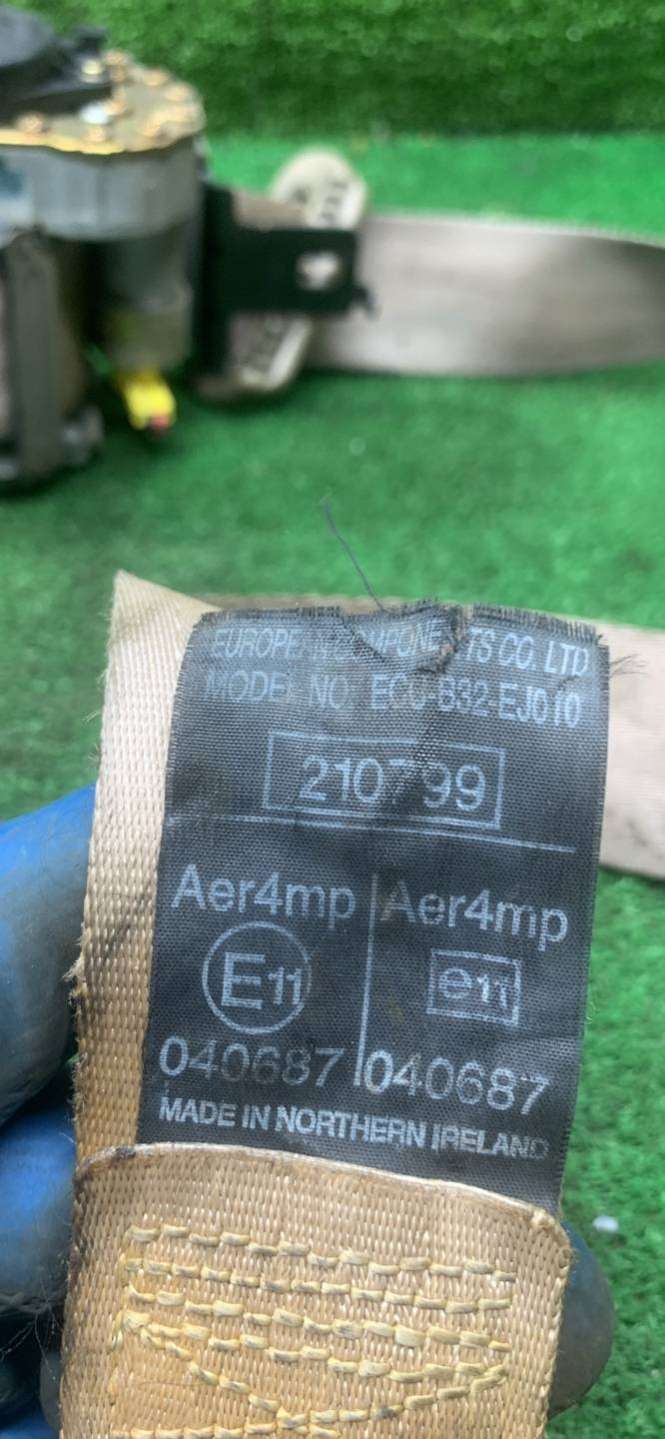 EUROPEAN COMPONENTS CO. LTD
MODEL NO. ECC-B32-EJ010
210799
Aer4mp Aer4mp
E11 e11
040687 040687
MADE IN NORTHERN IRELAND